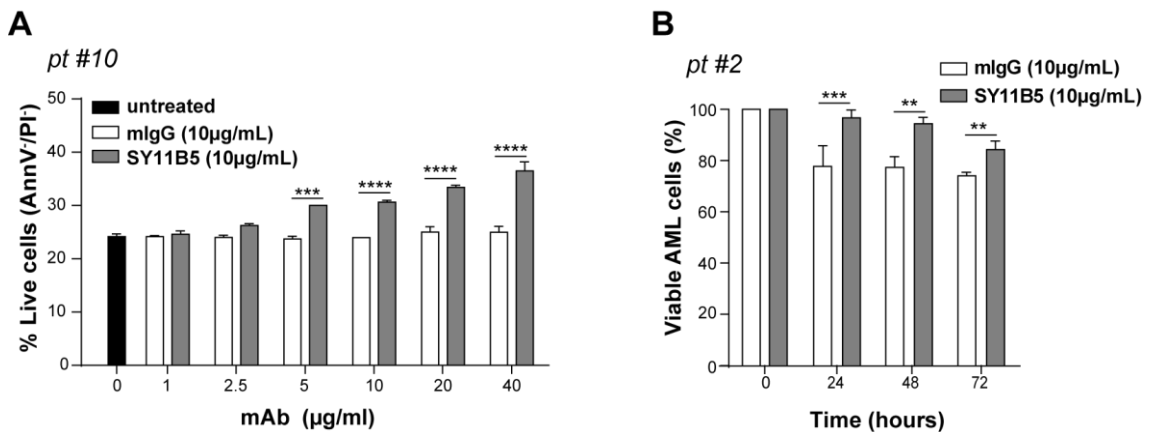 A
pt #10
50
40
30
20
10
0
% Live cells (AnnV-/PI-)
untreated
mIgG (10µg/mL)
SY11B5 (10µg/mL)
***
****
****
****
0 1 2.5 5 10 20 40
mAb (µg/ml)
B
pt #2
mIgG (10µg/mL)
SY11B5 (10µg/mL)
100
80
60
40
20
0
Viable AML cells (%)
***
**
**
0 24 48 72
Time (hours)